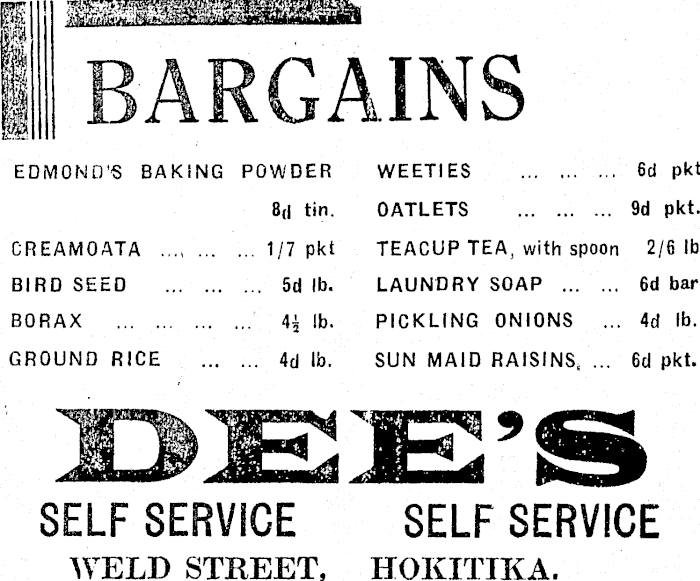 BARGAINS
EDMOND'S BAKING POWDER
8d tin.
CREAMOATA .... ... ... 1/7 pkt
BIRD SEED ... ... ... 5d lb.
BORAX ... ... ... ... 4½ lb.
GROUND RICE ... ... 4d lb.
WEETIES ... ... ... 6d pkt
OATLETS ... ... ... 9d pkt.
TEACUP TEA, with spoon 2/6 lb
LAUNDRY SOAP ... ... 6d bar
PICKLING ONIONS ... 4d lb.
SUN MAID RAISINS, ... 6d pkt.
DEE'S
SELF SERVICE SELF SERVICE
WELD STREET, HOKITIKA.